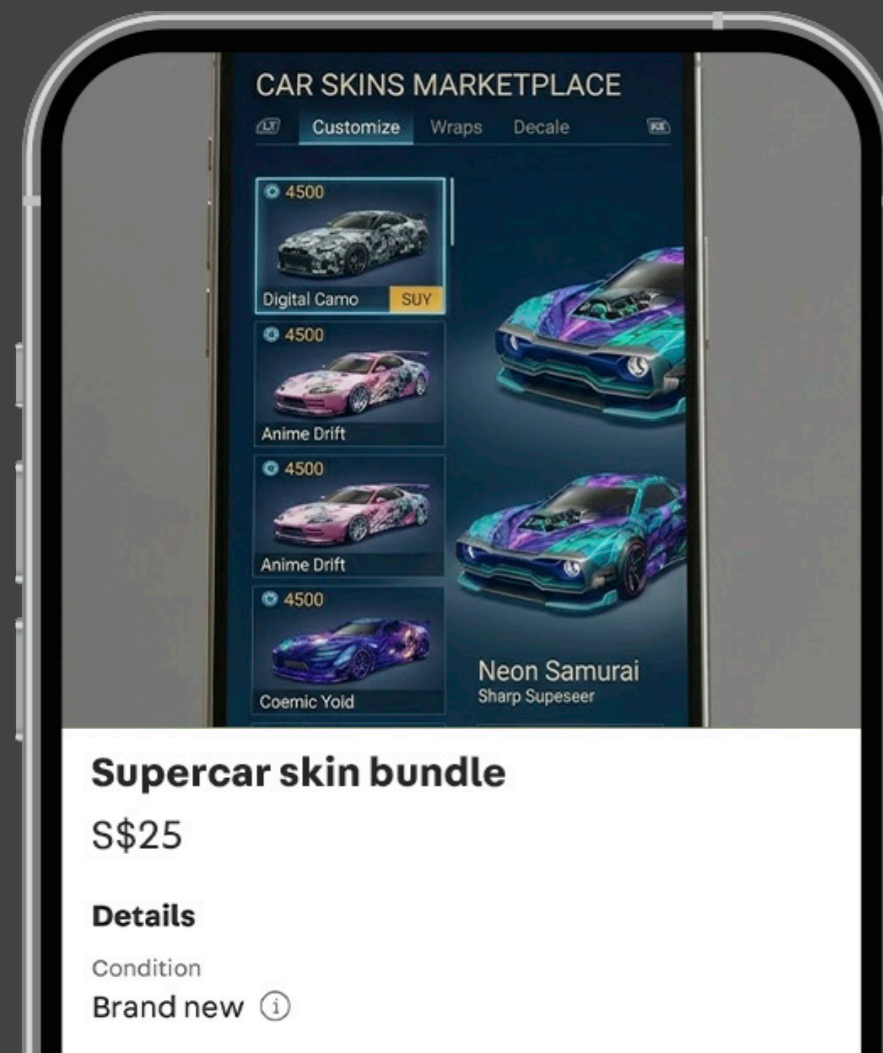 CAR SKINS MARKETPLACE
LT Customize Wraps Decale
4500
Digital Camo SUY
4500
Anime Drift
4500
Anime Drift
4500
Coemic Yoid
Neon Samurai
Sharp Supeseer
Supercar skin bundle
S$25
Details
Condition
Brand new